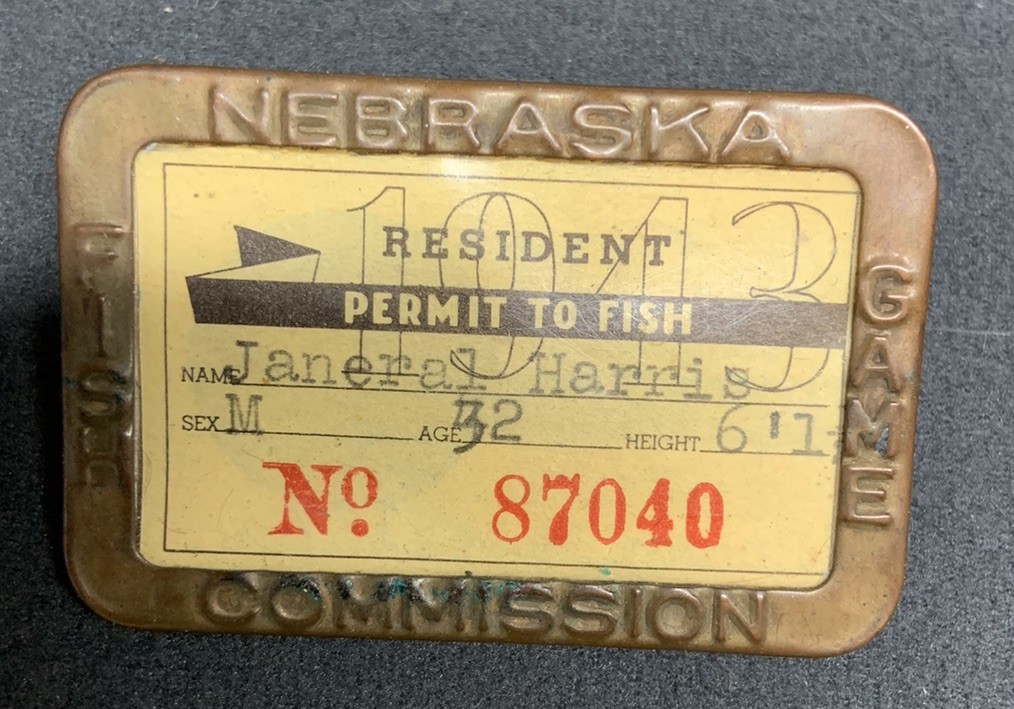 NEBRASKA
GAME
FISH
COMMISSION
1943
RESIDENT
PERMIT TO FISH
NAME Janeral Harris
SEX M AGE 32 HEIGHT 6'1
No. 87040